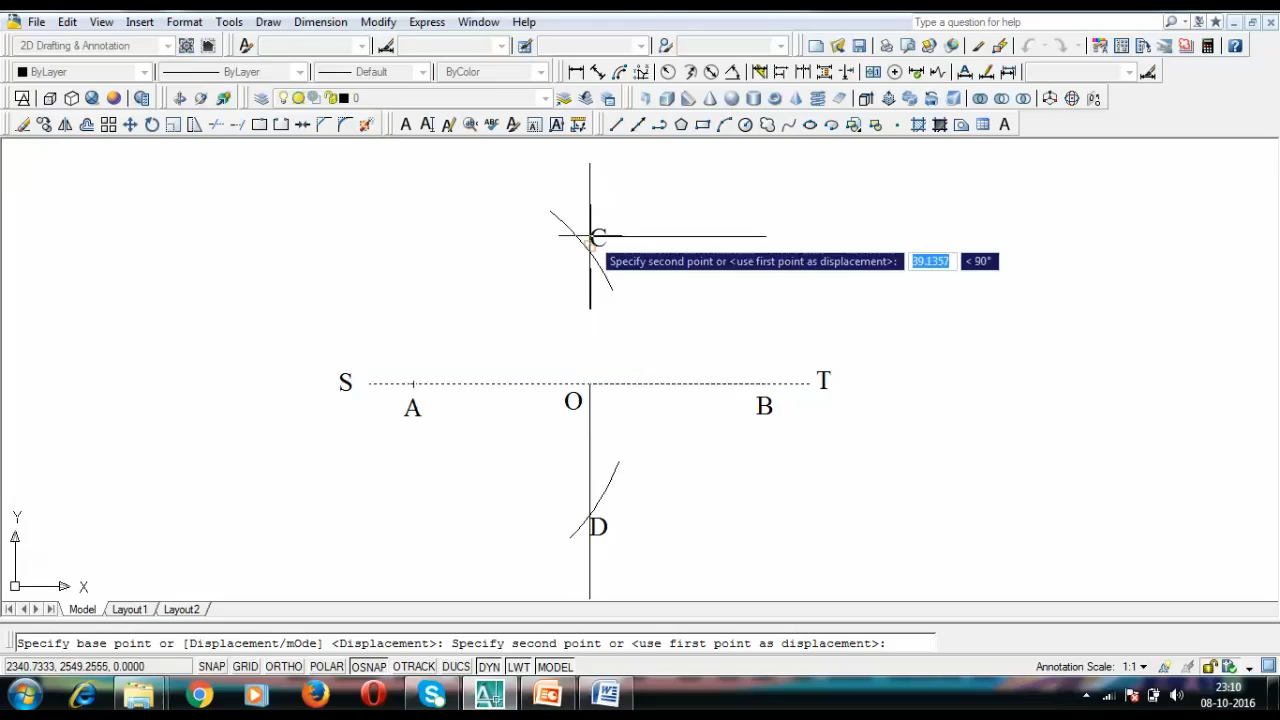 File Edit View Insert Format Tools Draw Dimension Modify Express Window Help Type a question for help
2D Drafting & Annotation
ByLayer ByLayer Default ByColor
0
C
Specify second point or <use first point as displacement>: 39.1357 < 90°
S T
A O B
D
Y
X
Model Layout1 Layout2
Specify base point or [Displacement/mOde] <Displacement>: Specify second point or <use first point as displacement>:
2340.7333, 2549.2555, 0.0000 SNAP GRID ORTHO POLAR OSNAP OTRACK DUCS DYN LWT MODEL Annotation Scale: 1:1
23:10
08-10-2016